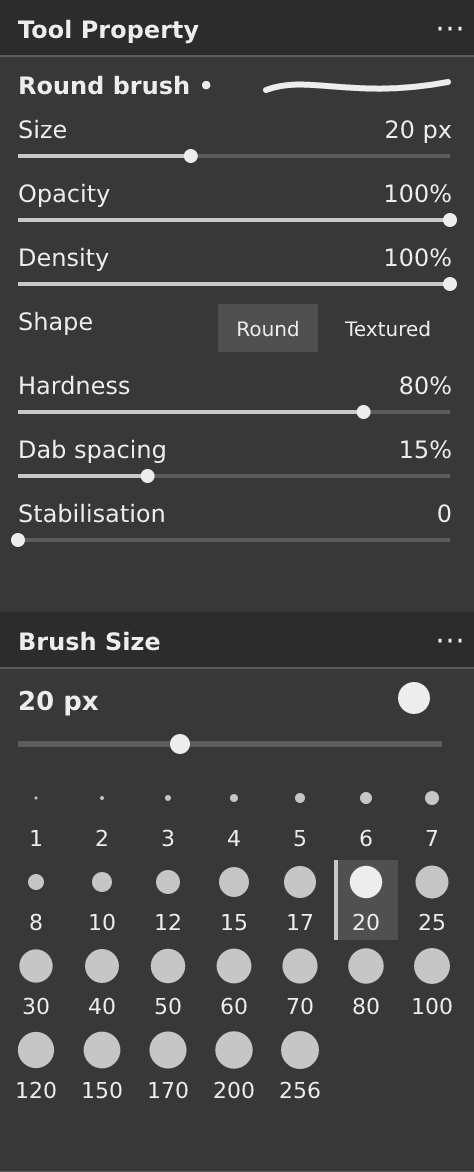 Tool Property ...
Round brush •
Size 20 px
Opacity 100%
Density 100%
Shape Round Textured
Hardness 80%
Dab spacing 15%
Stabilisation 0
Brush Size ...
20 px
1 2 3 4 5 6 7
8 10 12 15 17 20 25
30 40 50 60 70 80 100
120 150 170 200 256